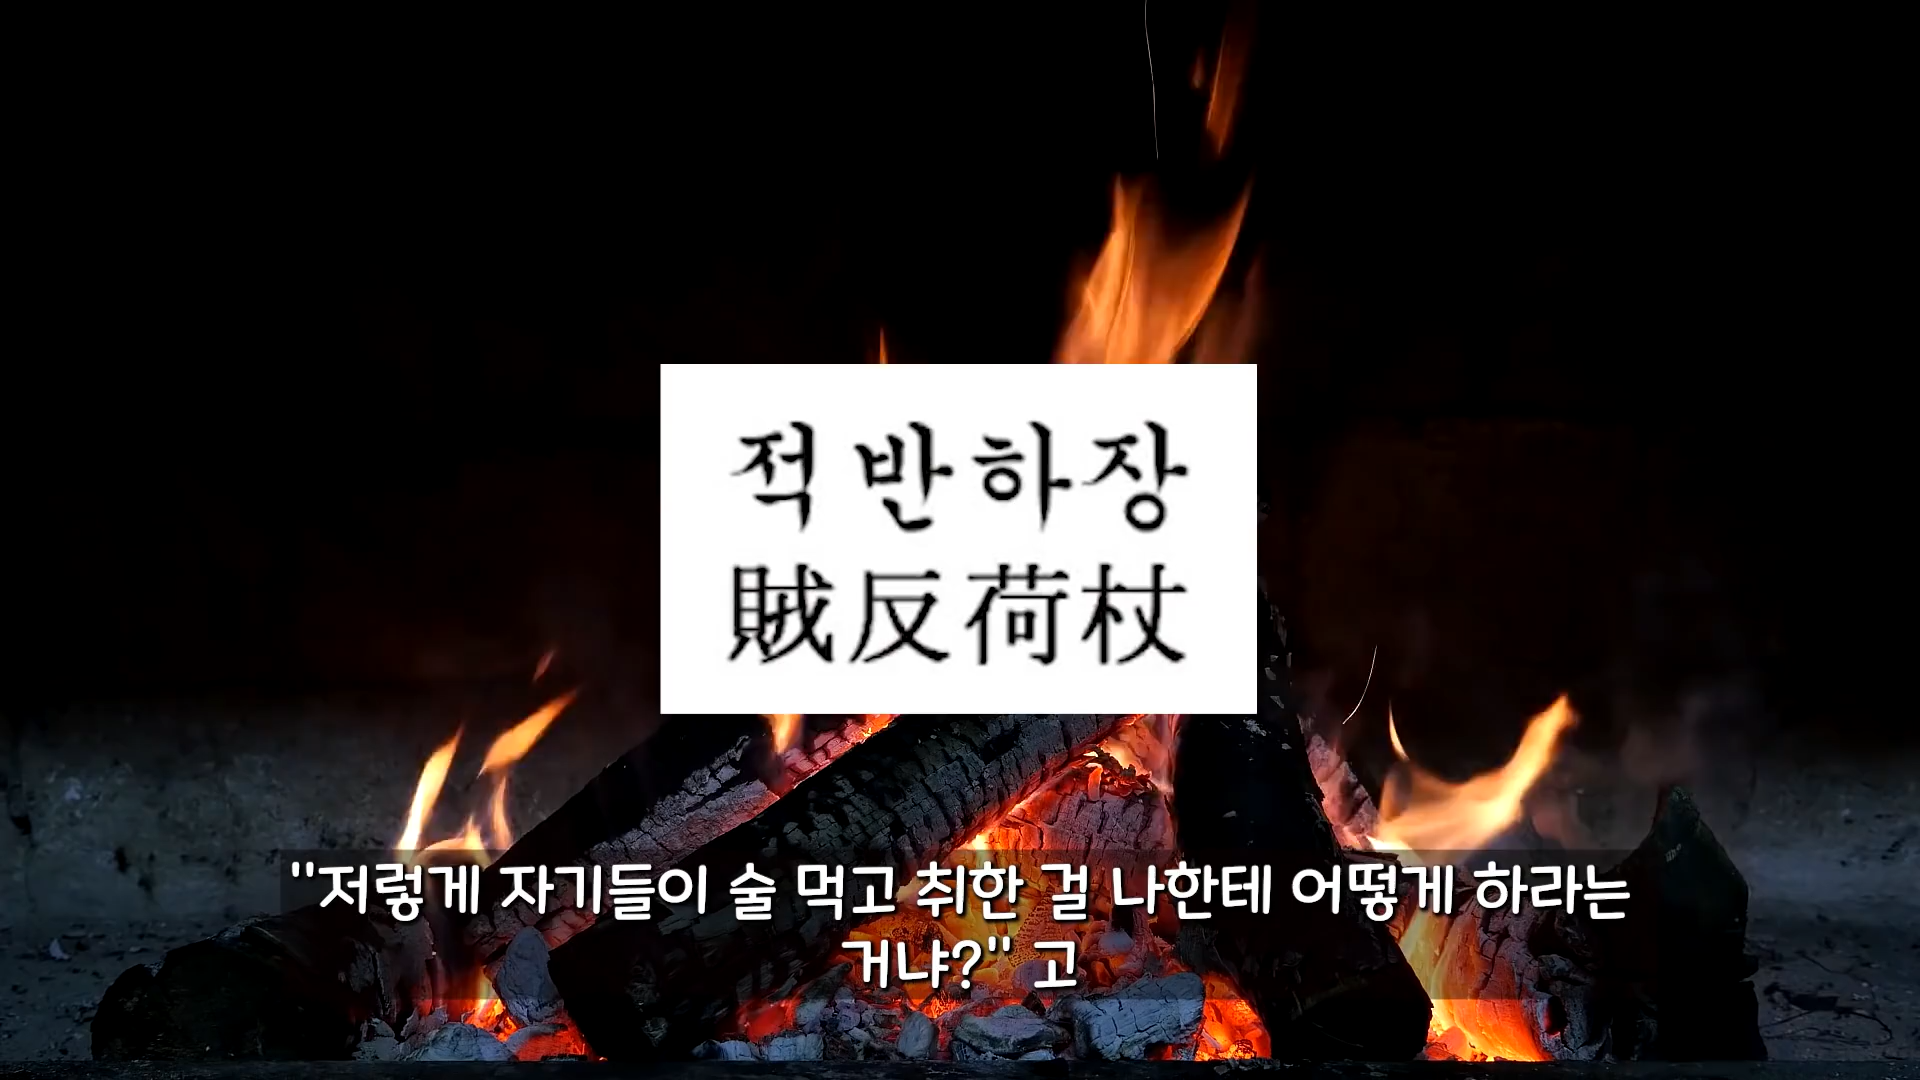 적반하장
賊反荷杖
"저렇게 자기들이 술 먹고 취한 걸 나한테 어떻게 하라는
거냐?" 고